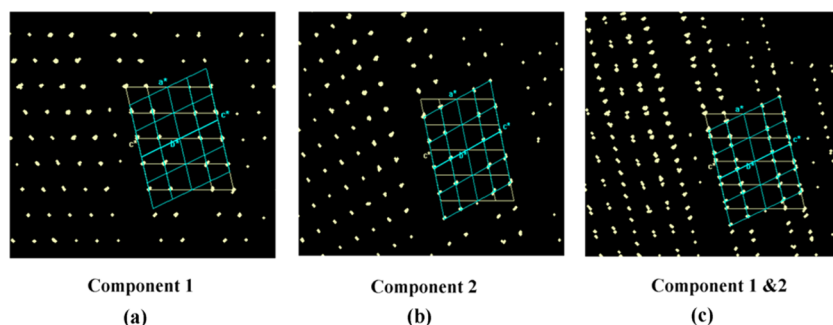 a*
c*
c*
b*
a*
c*
c*
b*
a*
c*
c*
b*
Component 1
Component 2
Component 1 &2
(a)
(b)
(c)